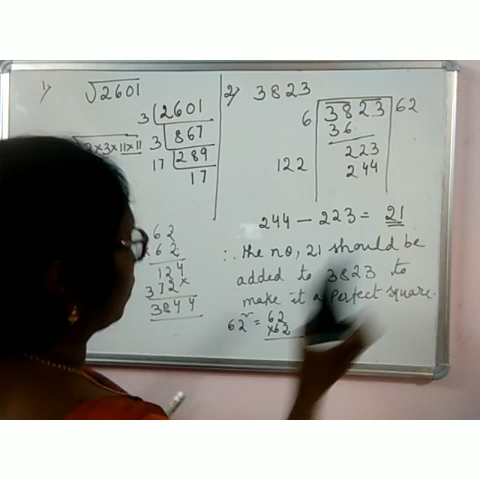 1) √2601
3 | 2601
3 | 867
17 | 289
17
3 × 3 × 11 × 11
62
× 62
124
372×
3844
2) 3823
6 | 3823 | 62
36
223
122 | 244
244 – 223 = 21
∴ the no, 21 should be
added to 3823 to
make it a perfect square.
62² = 62
×62